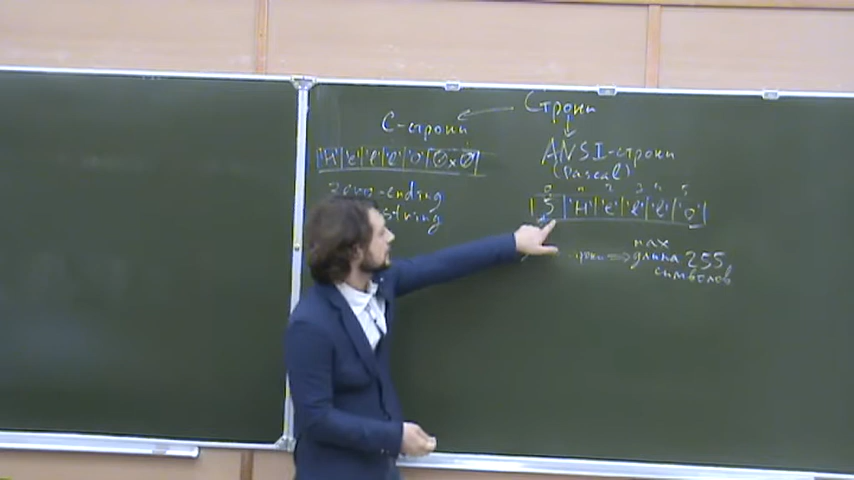 Строки
С-строки
'H' 'e' 'l' 'l' 'o' 0x0
zero-ending
string
ANSI-строки
(Pascal)
0 1 2 3 4 5
5 'H' 'e' 'l' 'l' 'o'
max
длина 255
символов